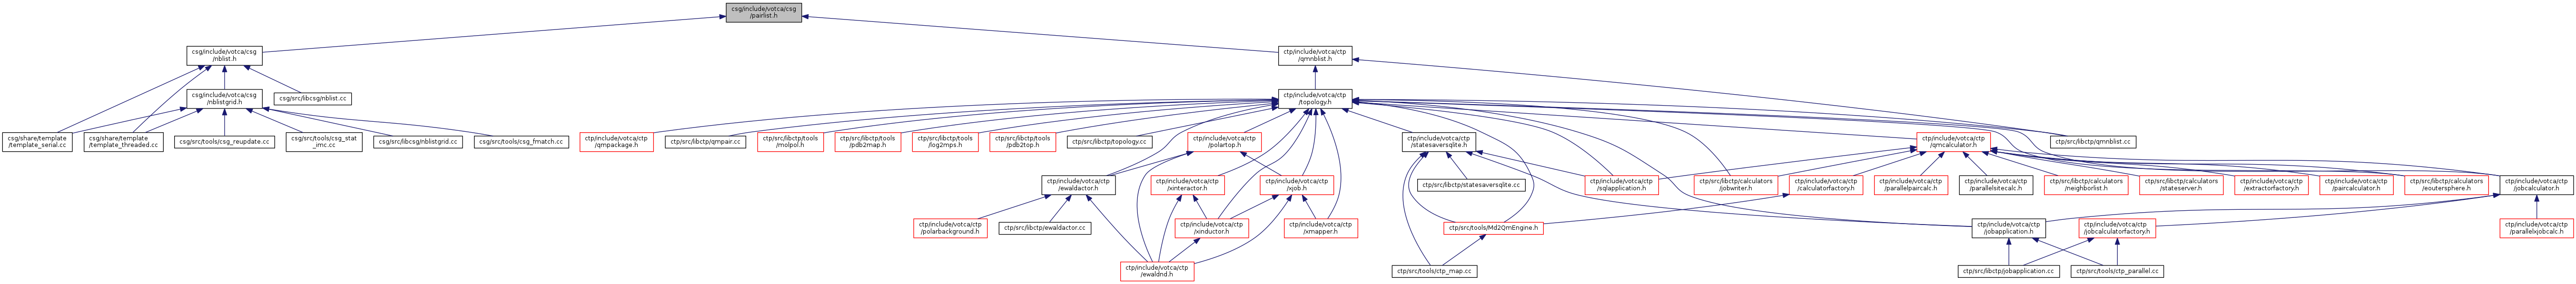 csg/include/votca/csg
/pairlist.h
csg/include/votca/csg
/nblist.h
ctp/include/votca/ctp
/qmnblist.h
csg/include/votca/csg
/nblistgrid.h
csg/src/libcsg/nblist.cc
ctp/include/votca/ctp
/topology.h
csg/share/template
/template_serial.cc
csg/share/template
/template_threaded.cc
csg/src/tools/csg_reupdate.cc
csg/src/tools/csg_stat
_imc.cc
csg/src/libcsg/nblistgrid.cc
csg/src/tools/csg_fmatch.cc
ctp/include/votca/ctp
/qmpackage.h
ctp/src/libctp/qmpair.cc
ctp/src/libctp/tools
/molpol.h
ctp/src/libctp/tools
/pdb2map.h
ctp/src/libctp/tools
/log2mps.h
ctp/src/libctp/tools
/pdb2top.h
ctp/src/libctp/topology.cc
ctp/include/votca/ctp
/polartop.h
ctp/include/votca/ctp
/statesaversqlite.h
ctp/include/votca/ctp
/qmcalculator.h
ctp/src/libctp/qmnblist.cc
ctp/include/votca/ctp
/ewaldactor.h
ctp/include/votca/ctp
/xinteractor.h
ctp/include/votca/ctp
/xjob.h
ctp/src/libctp/statesaversqlite.cc
ctp/include/votca/ctp
/sqlapplication.h
ctp/src/libctp/calculators
/jobwriter.h
ctp/include/votca/ctp
/calculatorfactory.h
ctp/include/votca/ctp
/parallelpaircalc.h
ctp/include/votca/ctp
/parallelsitecalc.h
ctp/src/libctp/calculators
/neighborlist.h
ctp/src/libctp/calculators
/stateserver.h
ctp/include/votca/ctp
/extractorfactory.h
ctp/include/votca/ctp
/paircalculator.h
ctp/src/libctp/calculators
/eoutersphere.h
ctp/include/votca/ctp
/jobcalculator.h
ctp/include/votca/ctp
/polarbackground.h
ctp/src/libctp/ewaldactor.cc
ctp/include/votca/ctp
/xinductor.h
ctp/include/votca/ctp
/xmapper.h
ctp/src/tools/Md2QmEngine.h
ctp/include/votca/ctp
/jobapplication.h
ctp/include/votca/ctp
/jobcalculatorfactory.h
ctp/include/votca/ctp
/parallelxjobcalc.h
ctp/include/votca/ctp
/ewaldnd.h
ctp/src/tools/ctp_map.cc
ctp/src/libctp/jobapplication.cc
ctp/src/tools/ctp_parallel.cc